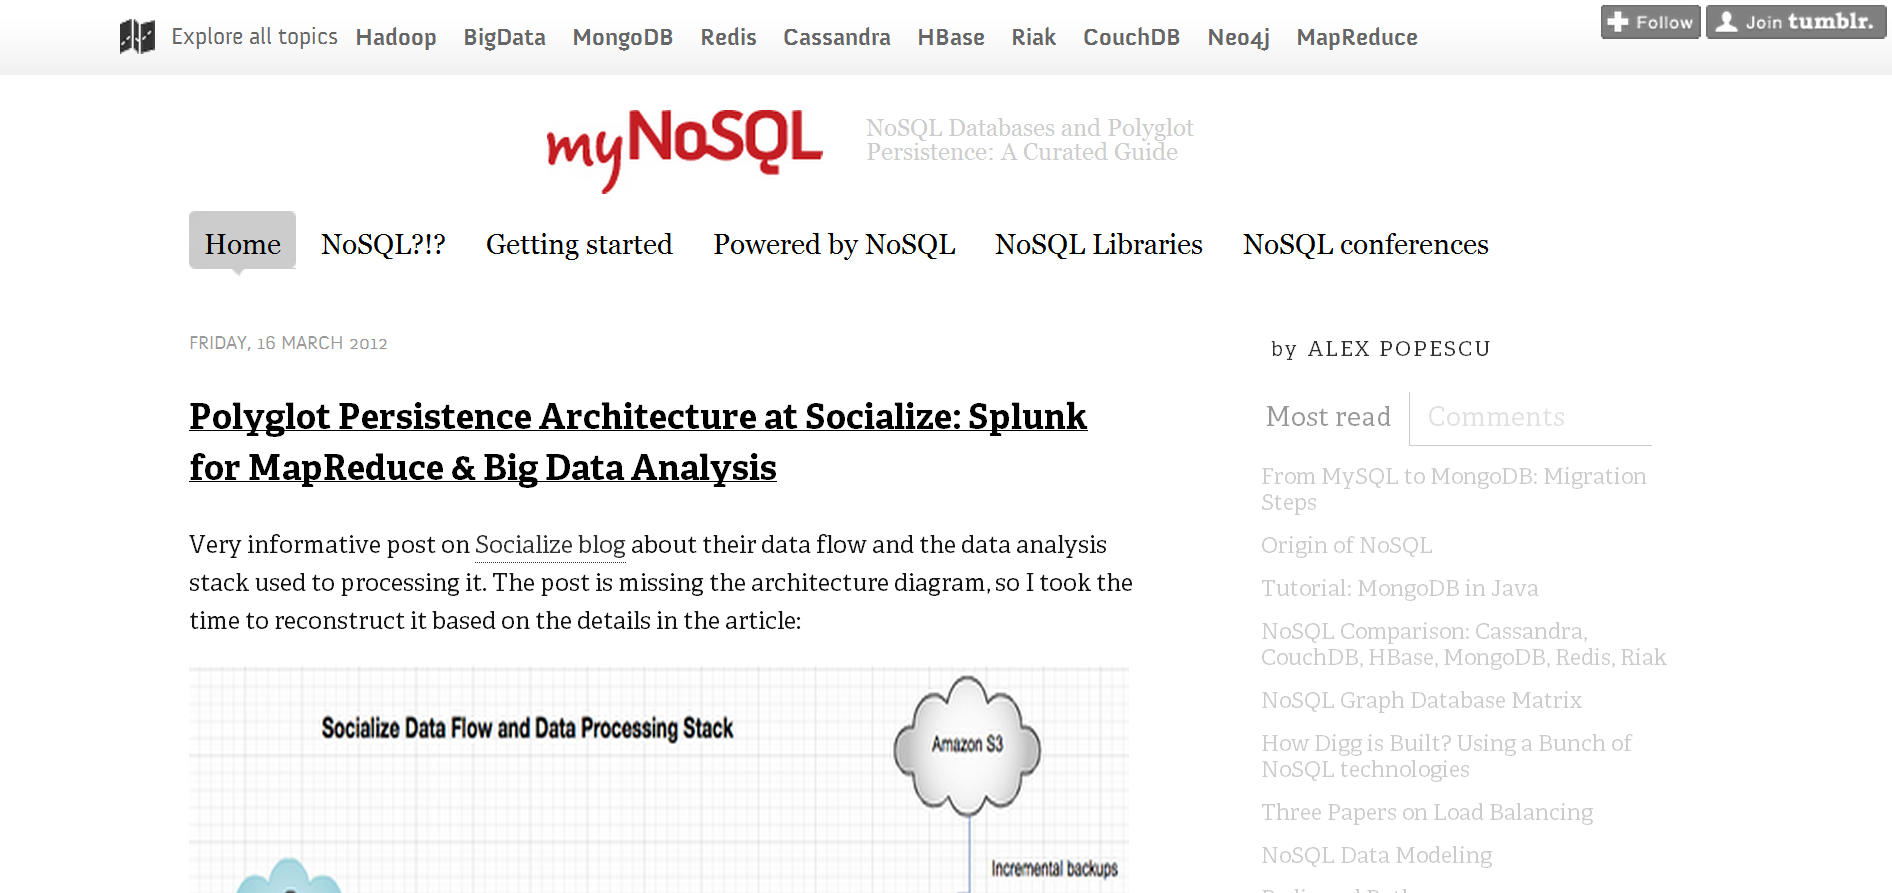 Explore all topics Hadoop BigData MongoDB Redis Cassandra HBase Riak CouchDB Neo4j MapReduce
Follow
Join tumblr.
myNoSQL
NoSQL Databases and Polyglot
Persistence: A Curated Guide
Home NoSQL?!? Getting started Powered by NoSQL NoSQL Libraries NoSQL conferences
FRIDAY, 16 MARCH 2012
Polyglot Persistence Architecture at Socialize: Splunk
for MapReduce & Big Data Analysis
Very informative post on Socialize blog about their data flow and the data analysis
stack used to processing it. The post is missing the architecture diagram, so I took the
time to reconstruct it based on the details in the article:
Socialize Data Flow and Data Processing Stack
Amazon S3
Incremental backups
by ALEX POPESCU
Most read Comments
From MySQL to MongoDB: Migration
Steps
Origin of NoSQL
Tutorial: MongoDB in Java
NoSQL Comparison: Cassandra,
CouchDB, HBase, MongoDB, Redis, Riak
NoSQL Graph Database Matrix
How Digg is Built? Using a Bunch of
NoSQL technologies
Three Papers on Load Balancing
NoSQL Data Modeling